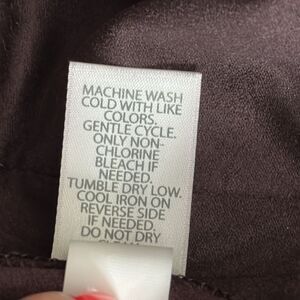 MACHINE WASH
COLD WITH LIKE
COLORS.
GENTLE CYCLE.
ONLY NON-
CHLORINE
BLEACH IF
NEEDED.
TUMBLE DRY LOW.
COOL IRON ON
REVERSE SIDE
IF NEEDED.
DO NOT DRY